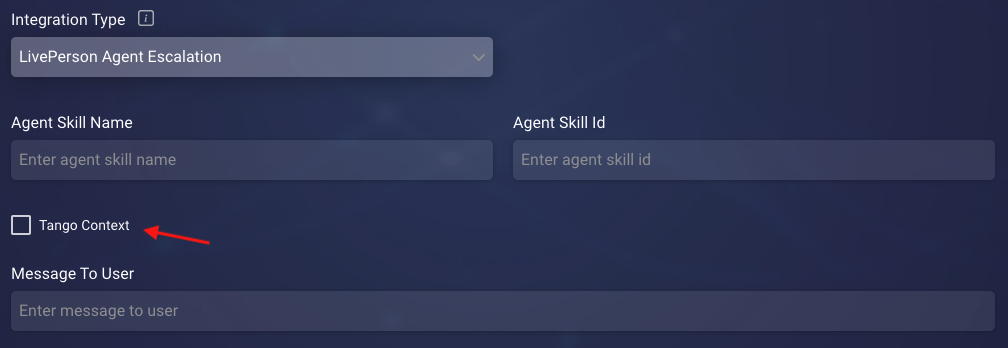 Integration Type i
LivePerson Agent Escalation
Agent Skill Name Agent Skill Id
Enter agent skill name Enter agent skill id
Tango Context
Message To User
Enter message to user